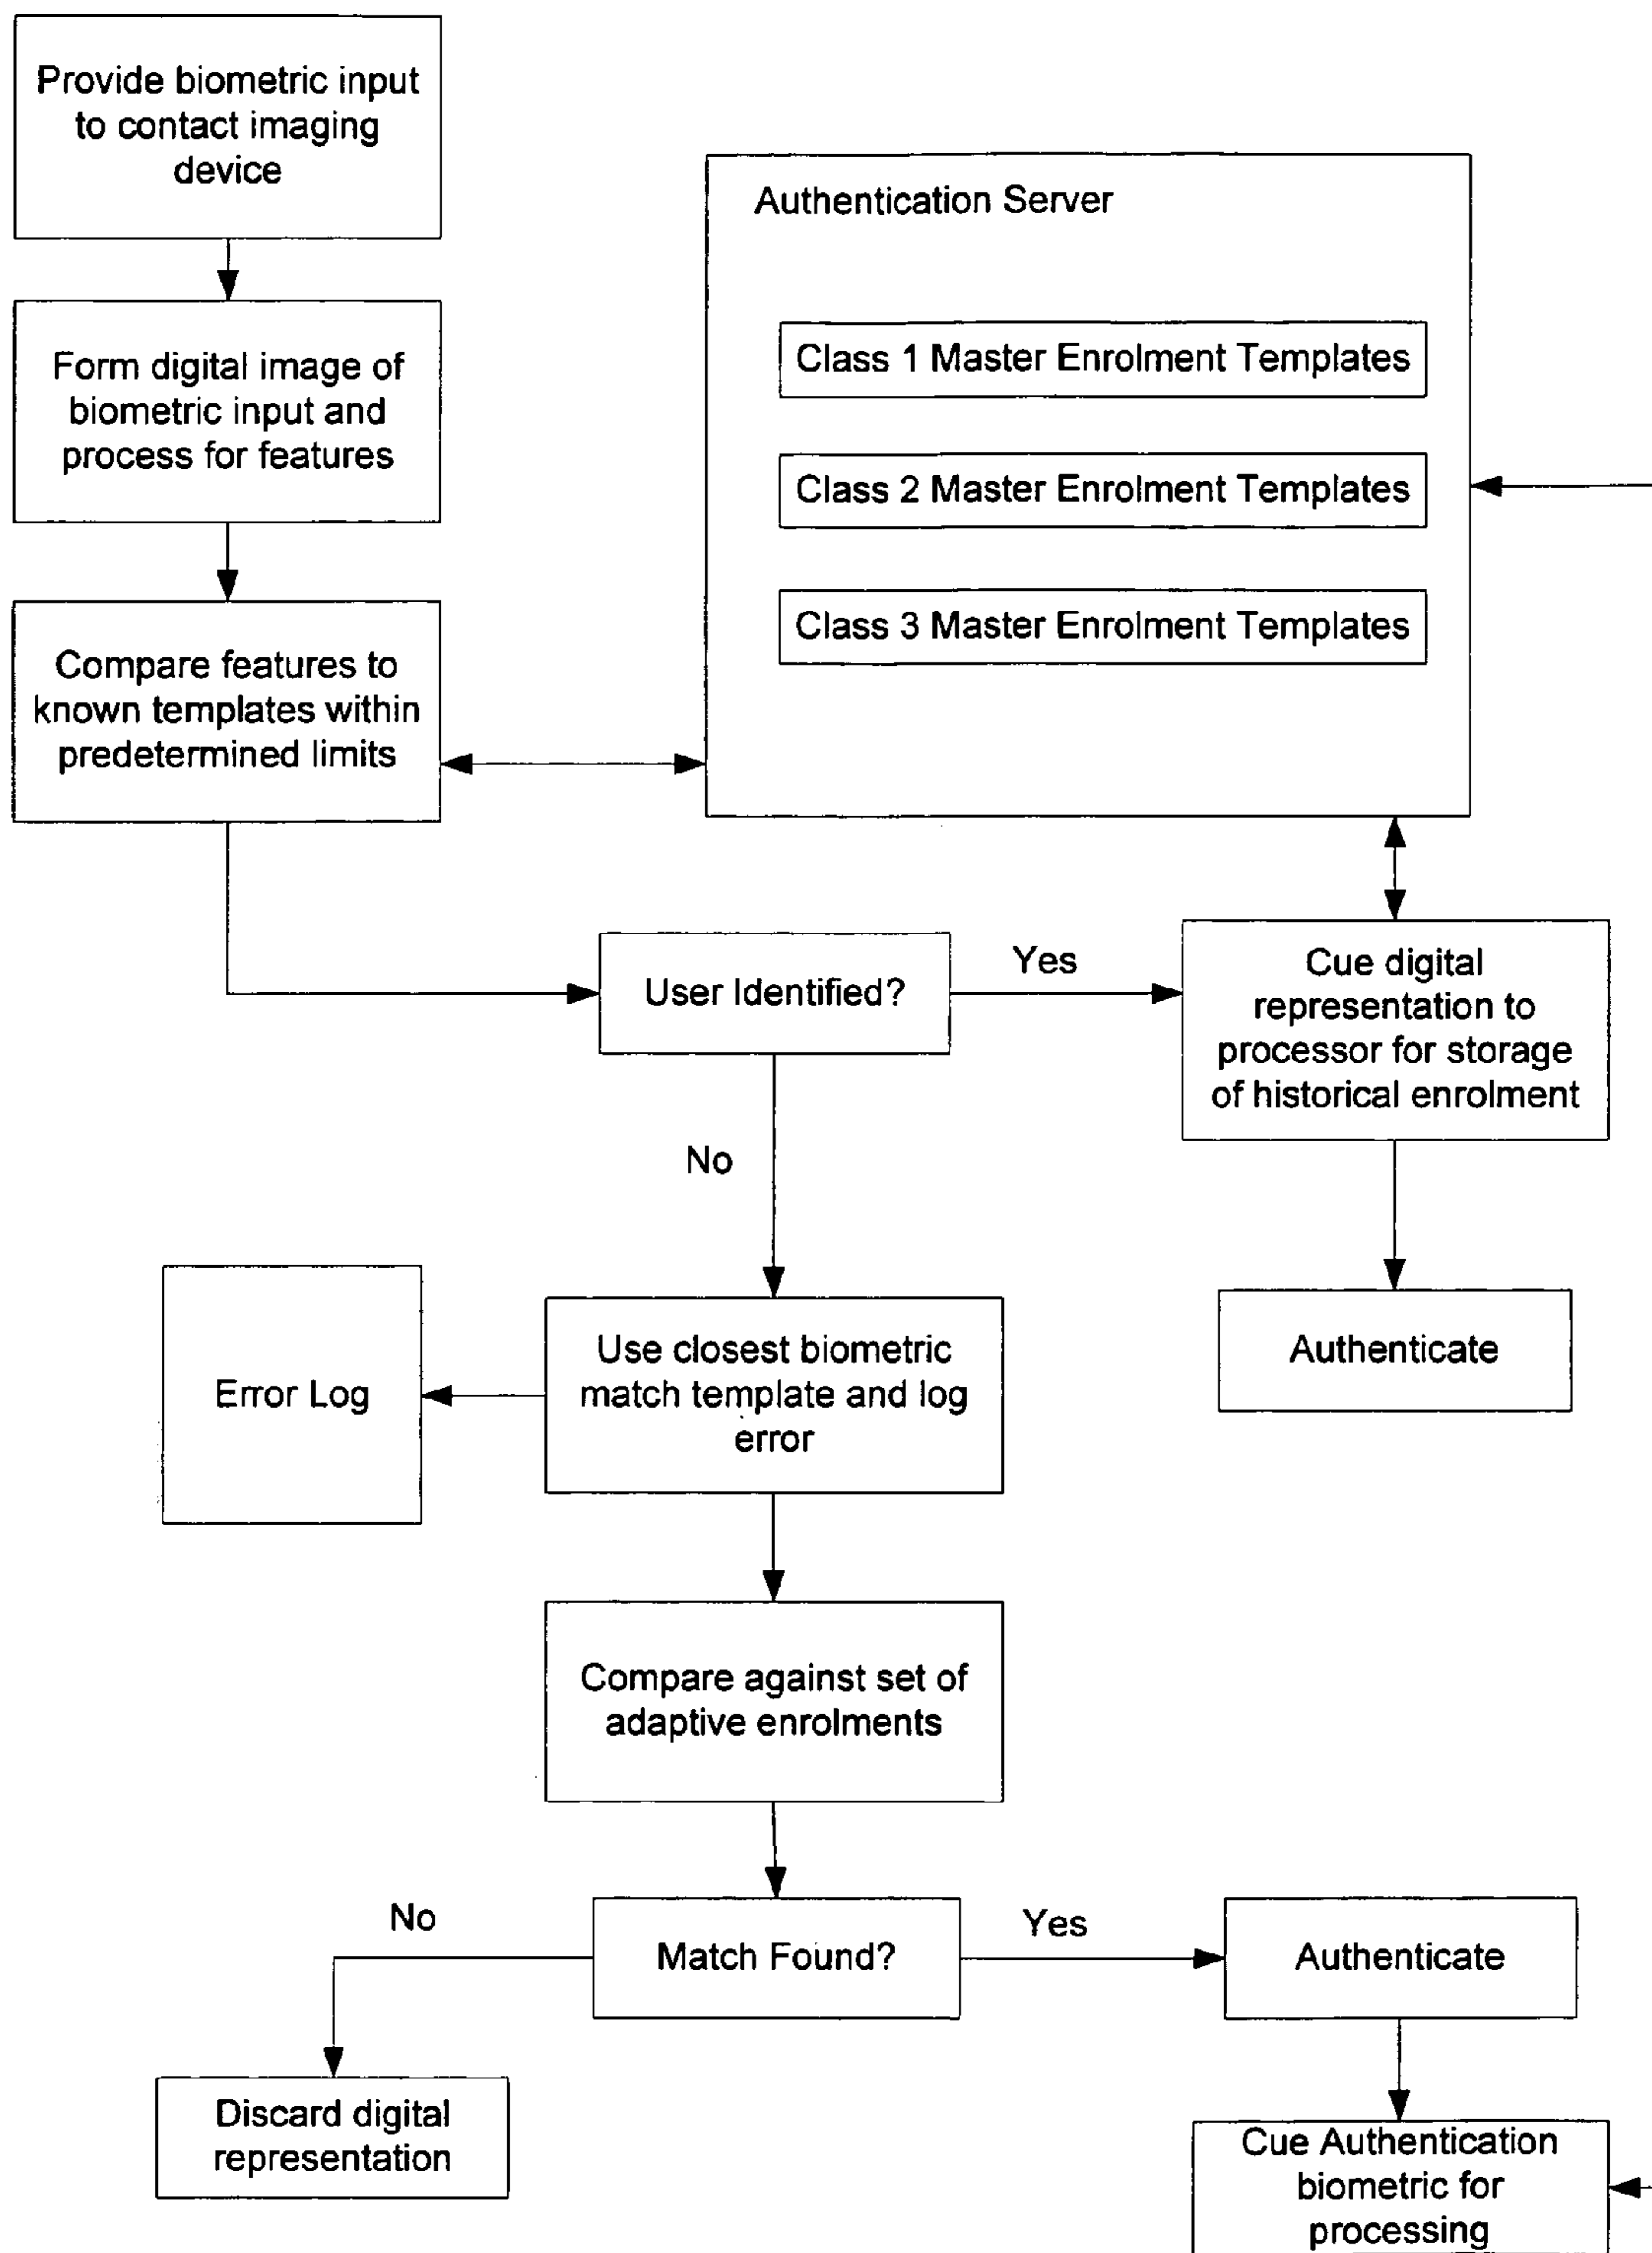 Provide biometric input
to contact imaging
device
Authentication Server
Form digital image of
biometric input and
process for features
Class 1 Master Enrolment Templates
Class 2 Master Enrolment Templates
Class 3 Master Enrolment Templates
Compare features to
known templates within
predetermined limits
User Identified?
Yes
Cue digital
representation to
processor for storage
of historical enrolment
No
Error Log
Use closest biometric
match template and log
error
Authenticate
Compare against set of
adaptive enrolments
No
Match Found?
Yes
Authenticate
Discard digital
representation
Cue Authentication
biometric for
processing